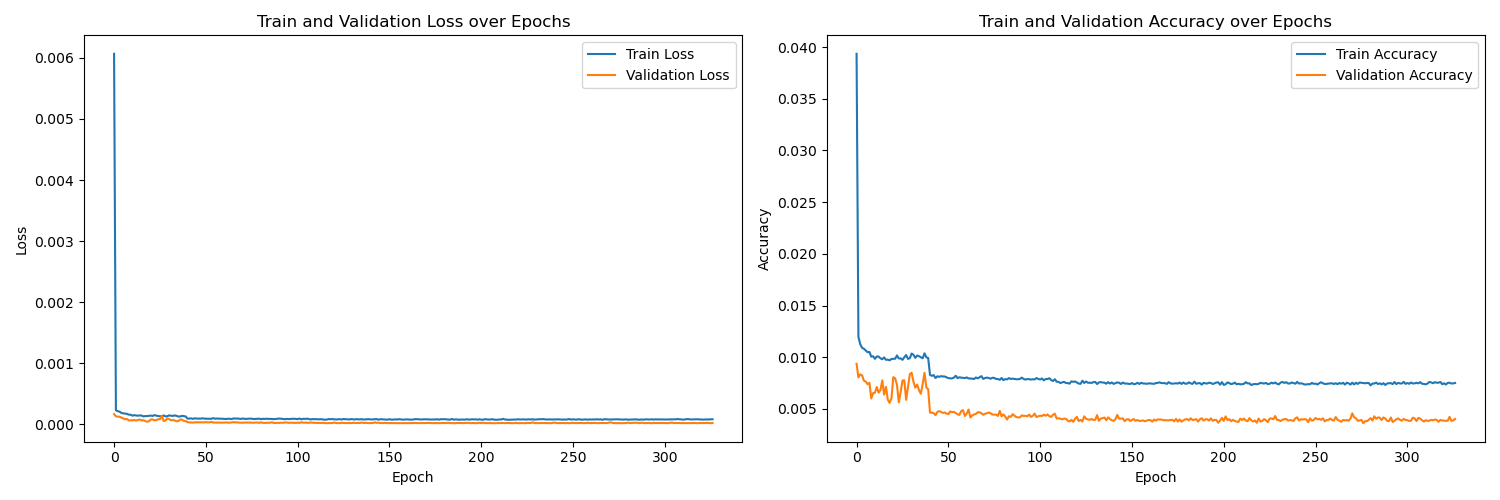 Train and Validation Loss over Epochs
Train Loss
Validation Loss
0.006
0.005
0.004
0.003
0.002
0.001
0.000
Loss
0 50 100 150 200 250 300
Epoch
Train and Validation Accuracy over Epochs
Train Accuracy
Validation Accuracy
0.040
0.035
0.030
0.025
0.020
0.015
0.010
0.005
Accuracy
0 50 100 150 200 250 300
Epoch